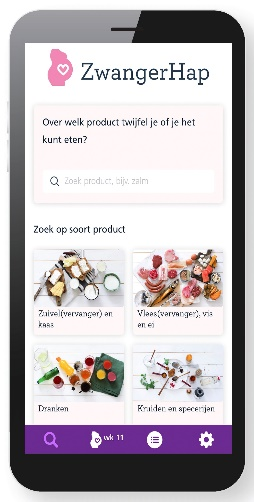 ZwangerHap
Over welk product twijfel je of je het
kunt eten?
Zoek product, bijv. zalm
Zoek op soort product
Zuivel(vervanger) en
kaas
Vlees(vervanger), vis
en ei
Dranken
Kruiden en specerijen
wk 11